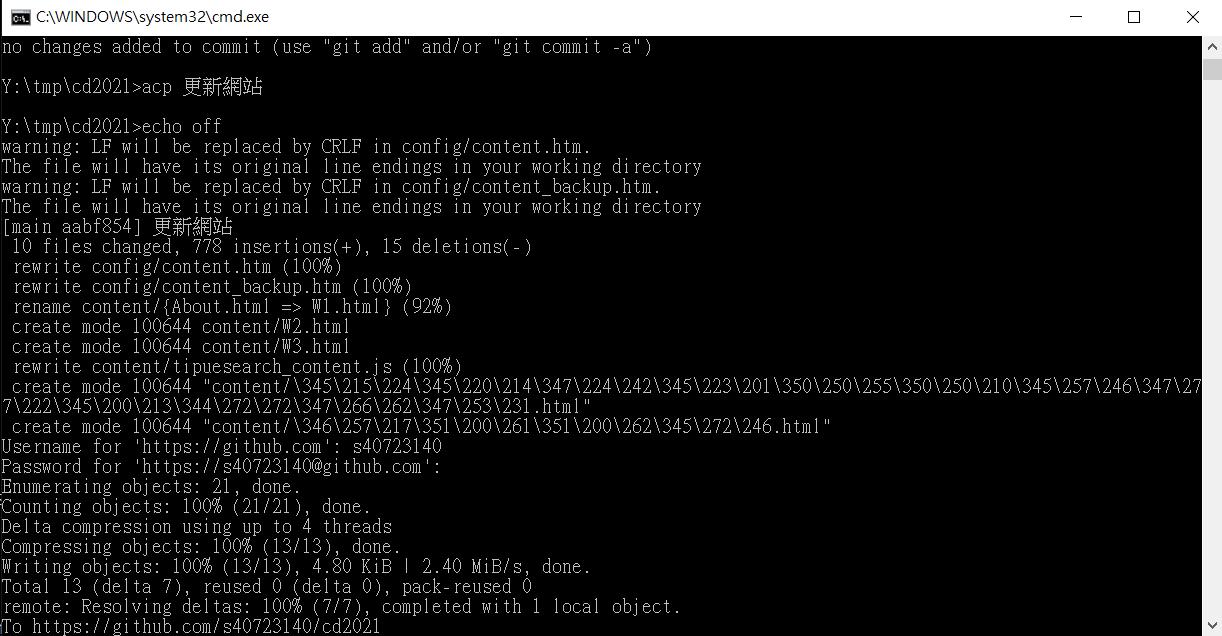 C:\WINDOWS\system32\cmd.exe
no changes added to commit (use "git add" and/or "git commit -a")
Y:\tmp\cd2021>acp 更新網站
Y:\tmp\cd2021>echo off
warning: LF will be replaced by CRLF in config/content.htm.
The file will have its original line endings in your working directory
warning: LF will be replaced by CRLF in config/content_backup.htm.
The file will have its original line endings in your working directory
[main aabf854] 更新網站
 10 files changed, 778 insertions(+), 15 deletions(-)
 rewrite config/content.htm (100%)
 rewrite config/content_backup.htm (100%)
 rename content/{About.html => W1.html} (92%)
 create mode 100644 content/W2.html
 create mode 100644 content/W3.html
 rewrite content/tipuesearch_content.js (100%)
 create mode 100644 "content/\345\215\224\345\220\214\347\224\242\345\223\201\350\250\255\350\250\210\345\257\246\347\27
7\222\345\200\213\344\272\272\347\266\262\347\253\231.html"
 create mode 100644 "content/\346\257\217\351\200\261\351\200\262\345\272\246.html"
Username for 'https://github.com': s40723140
Password for 'https://s40723140@github.com':
Enumerating objects: 21, done.
Counting objects: 100% (21/21), done.
Delta compression using up to 4 threads
Compressing objects: 100% (13/13), done.
Writing objects: 100% (13/13), 4.80 KiB | 2.40 MiB/s, done.
Total 13 (delta 7), reused 0 (delta 0), pack-reused 0
remote: Resolving deltas: 100% (7/7), completed with 1 local object.
To https://github.com/s40723140/cd2021